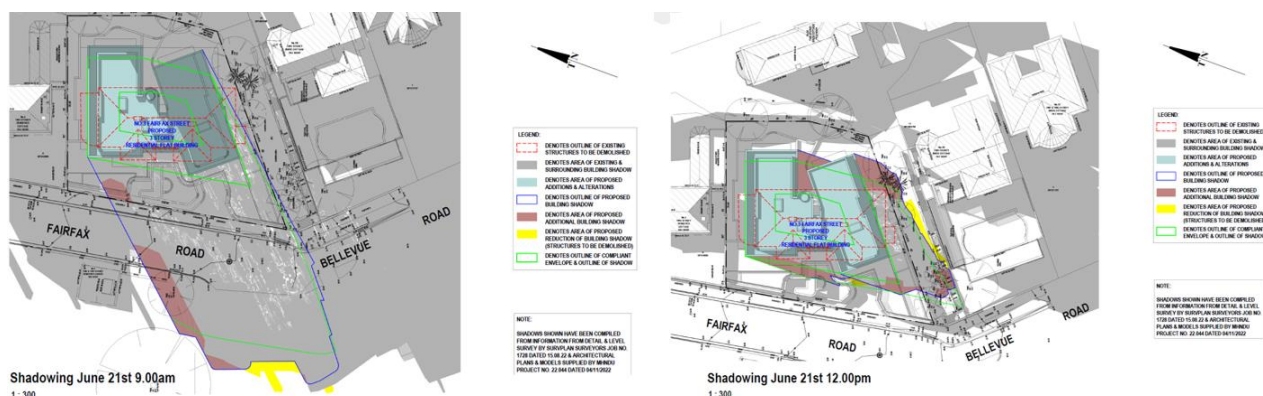 NO.3 FAIRFAX STREET
PROPOSED
3 STOREY
RESIDENTIAL FLAT BUILDING
FAIRFAX
ROAD
BELLEVUE
ROAD
Shadowing June 21st 9.00am
1 : 300
LEGEND:
DENOTES OUTLINE OF EXISTING
STRUCTURES TO BE DEMOLISHED
DENOTES AREA OF EXISTING &
SURROUNDING BUILDING SHADOW
DENOTES AREA OF PROPOSED
ADDITIONS & ALTERATIONS
DENOTES OUTLINE OF PROPOSED
BUILDING SHADOW
DENOTES AREA OF PROPOSED
ADDITIONAL BUILDING SHADOW
DENOTES AREA OF PROPOSED
REDUCTION OF BUILDING SHADOW
(STRUCTURES TO BE DEMOLISHED)
DENOTES OUTLINE OF COMPLIANT
ENVELOPE & OUTLINE OF SHADOW
NOTE:
SHADOWS SHOWN HAVE BEEN COMPILED
FROM INFORMATION FROM DETAIL & LEVEL
SURVEY BY SURVPLAN SURVEYORS JOB NO.
1728 DATED 15.08.22 & ARCHITECTURAL
PLANS & MODELS SUPPLIED BY MHNDU
PROJECT NO. 22 044 DATED 04/11/2022
NO.3 FAIRFAX STREET
PROPOSED
3 STOREY
RESIDENTIAL FLAT BUILDING
FAIRFAX
ROAD
BELLEVUE
ROAD
Shadowing June 21st 12.00pm
1 : 300
LEGEND:
DENOTES OUTLINE OF EXISTING
STRUCTURES TO BE DEMOLISHED
DENOTES AREA OF EXISTING &
SURROUNDING BUILDING SHADOW
DENOTES AREA OF PROPOSED
ADDITIONS & ALTERATIONS
DENOTES OUTLINE OF PROPOSED
BUILDING SHADOW
DENOTES AREA OF PROPOSED
ADDITIONAL BUILDING SHADOW
DENOTES AREA OF PROPOSED
REDUCTION OF BUILDING SHADOW
(STRUCTURES TO BE DEMOLISHED)
DENOTES OUTLINE OF COMPLIANT
ENVELOPE & OUTLINE OF SHADOW
NOTE:
SHADOWS SHOWN HAVE BEEN COMPILED
FROM INFORMATION FROM DETAIL & LEVEL
SURVEY BY SURVPLAN SURVEYORS JOB NO.
1728 DATED 15.08.22 & ARCHITECTURAL
PLANS & MODELS SUPPLIED BY MHNDU
PROJECT NO. 22 044 DATED 04/11/2022